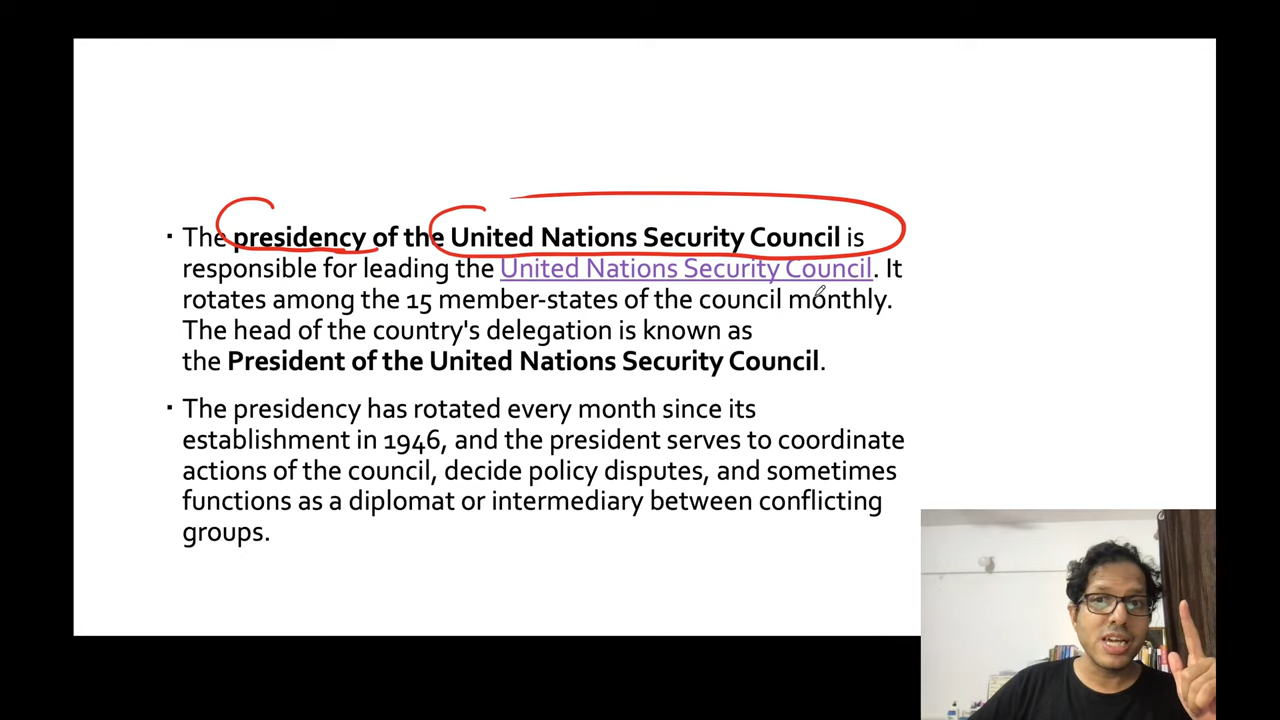 ▪ The presidency of the United Nations Security Council is
responsible for leading the United Nations Security Council. It
rotates among the 15 member-states of the council monthly.
The head of the country's delegation is known as
the President of the United Nations Security Council.
▪ The presidency has rotated every month since its
establishment in 1946, and the president serves to coordinate
actions of the council, decide policy disputes, and sometimes
functions as a diplomat or intermediary between conflicting
groups.